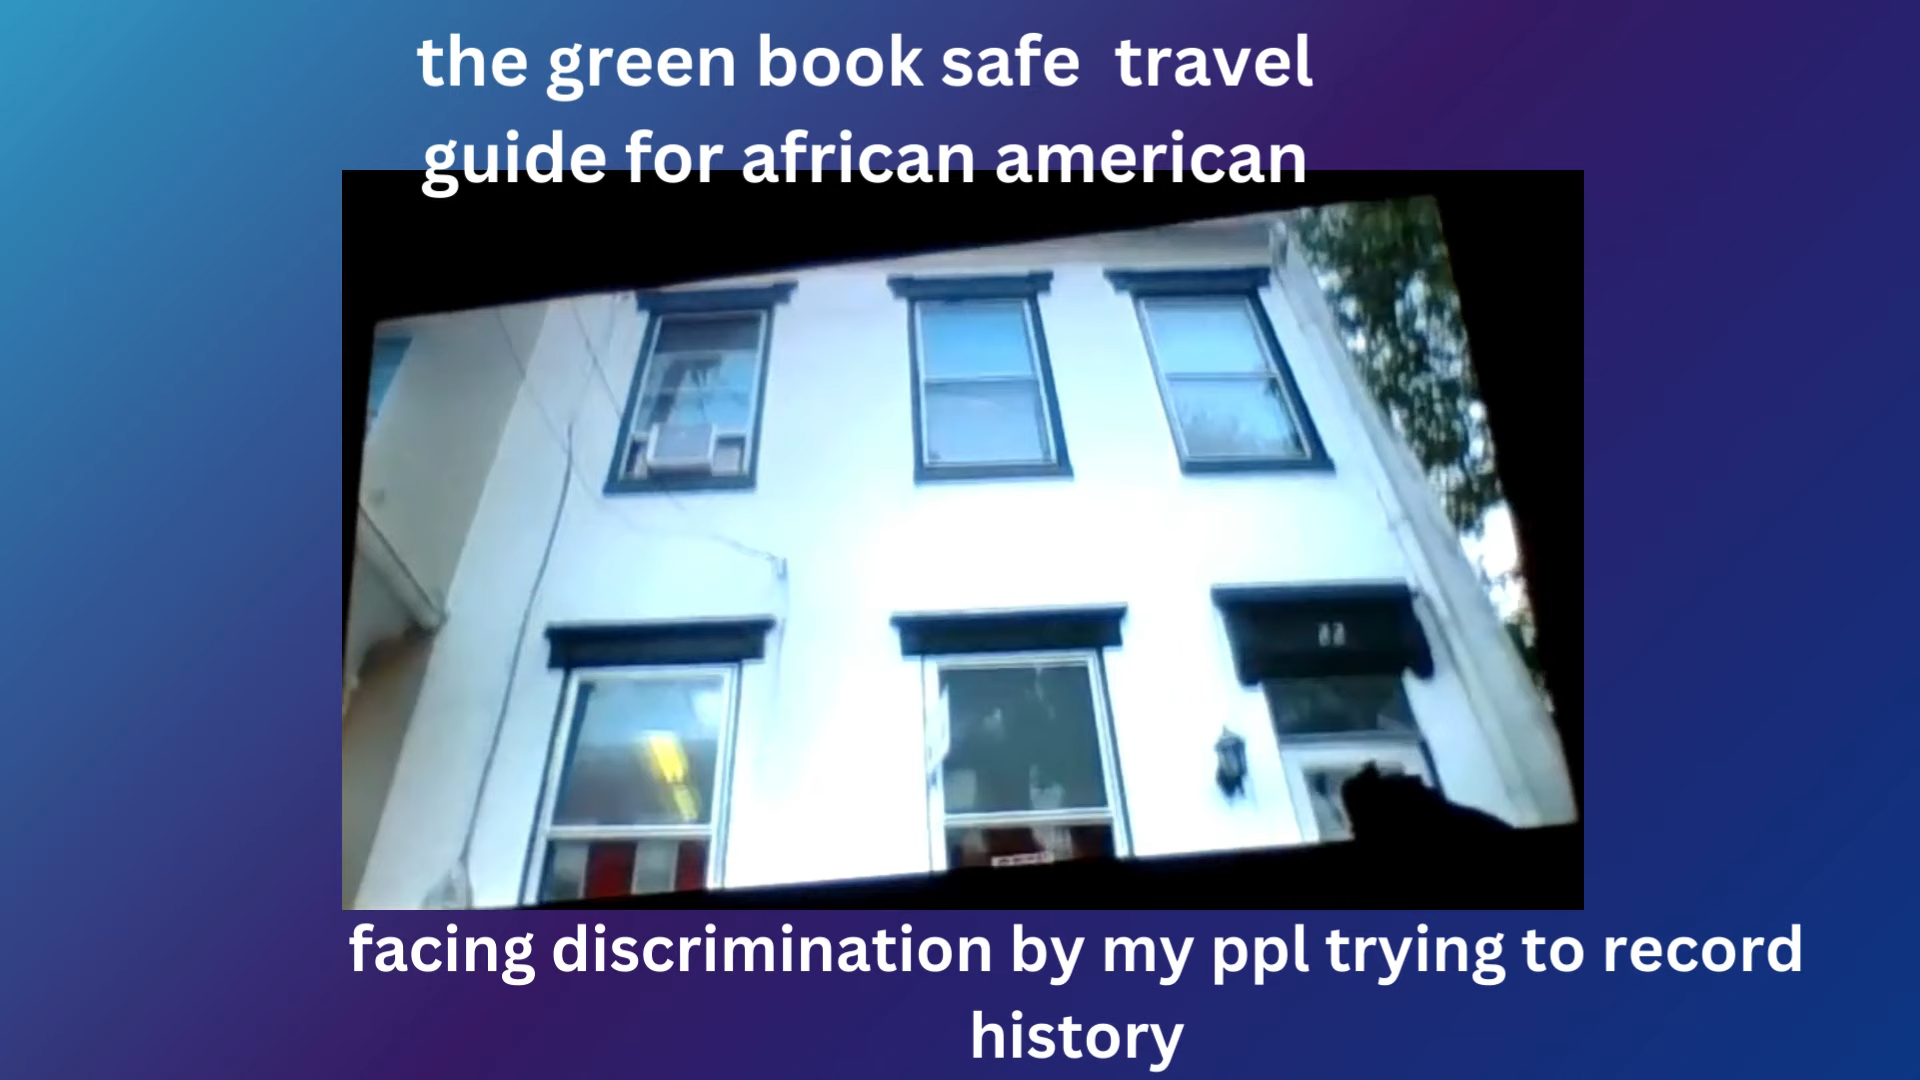 the green book safe  travel
guide for african american
facing discrimination by my ppl trying to record
history